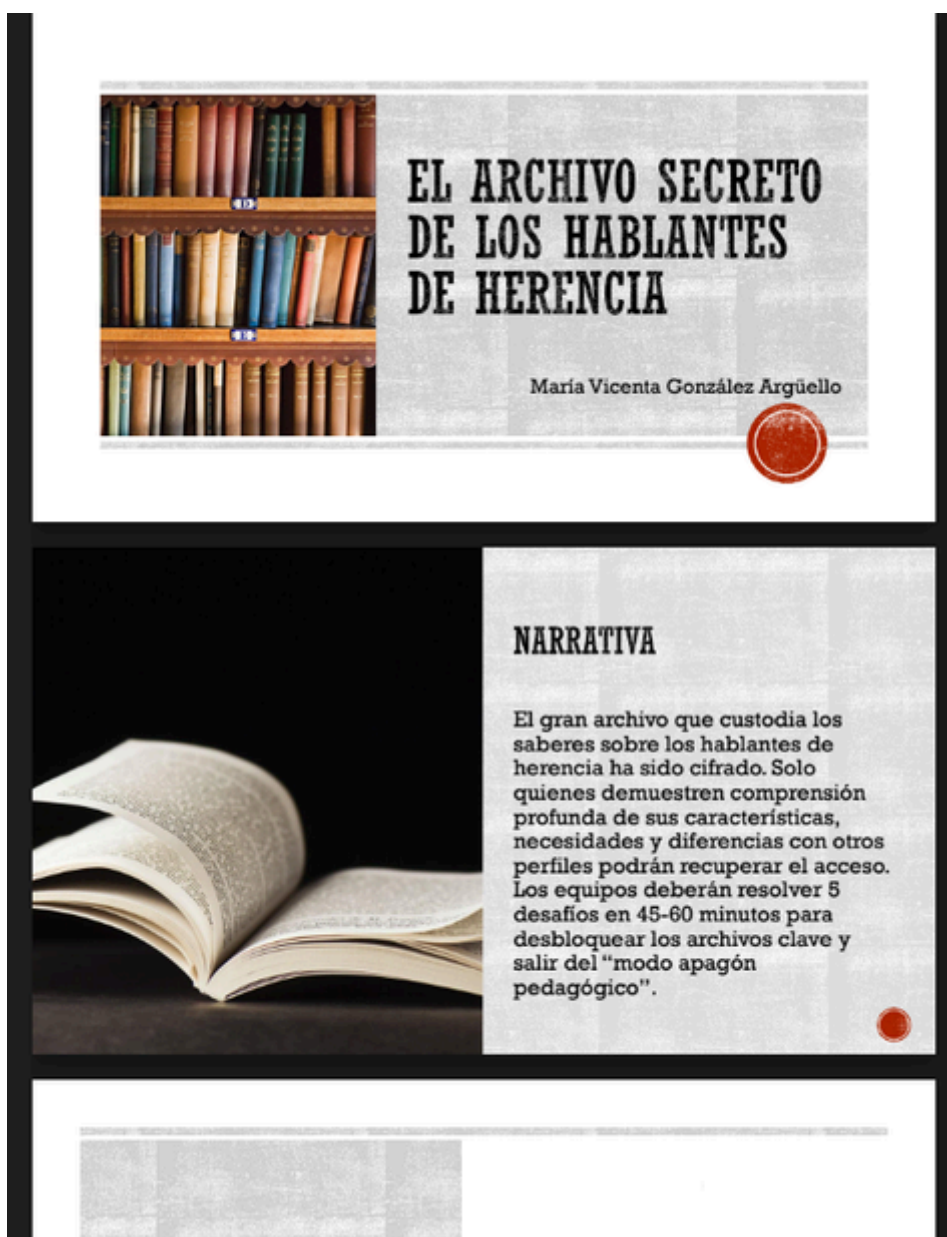 EL ARCHIVO SECRETO
DE LOS HABLANTES
DE HERENCIA
María Vicenta González Argüello
NARRATIVA
El gran archivo que custodia los
saberes sobre los hablantes de
herencia ha sido cifrado. Solo
quienes demuestren comprensión
profunda de sus características,
necesidades y diferencias con otros
perfiles podrán recuperar el acceso.
Los equipos deberán resolver 5
desafíos en 45-60 minutos para
desbloquear los archivos clave y
salir del “modo apagón
pedagógico”.